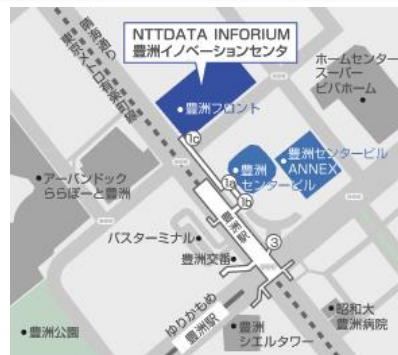 NTTDATA INFORIUM
豊洲イノベーションセンタ
晴海通り
東京メトロ有楽町線
ホームセンター
スーパー
ビバホーム
豊洲フロント
1c
豊洲センタービル
ANNEX
豊洲
センタービル
アーバンドック
ららぽーと豊洲
1a
1b
豊洲駅
バスターミナル
3
豊洲交番
ゆりかもめ
豊洲駅
昭和大
豊洲病院
豊洲
シエルタワー
豊洲公園